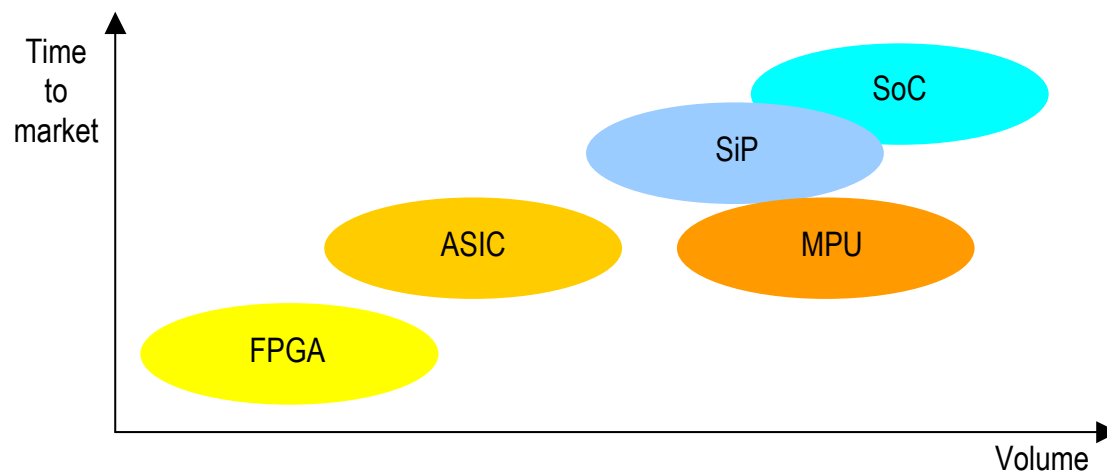 Time
to
market
SoC
SiP
ASIC
MPU
FPGA
Volume